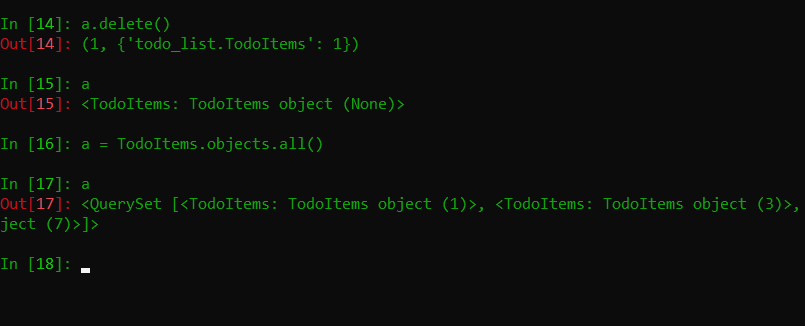 In [14]: a.delete()
Out[14]: (1, {'todo_list.TodoItems': 1})
In [15]: a
Out[15]: <TodoItems: TodoItems object (None)>
In [16]: a = TodoItems.objects.all()
In [17]: a
Out[17]: <QuerySet [<TodoItems: TodoItems object (1)>, <TodoItems: TodoItems object (3)>,
ject (7)>]>
In [18]: